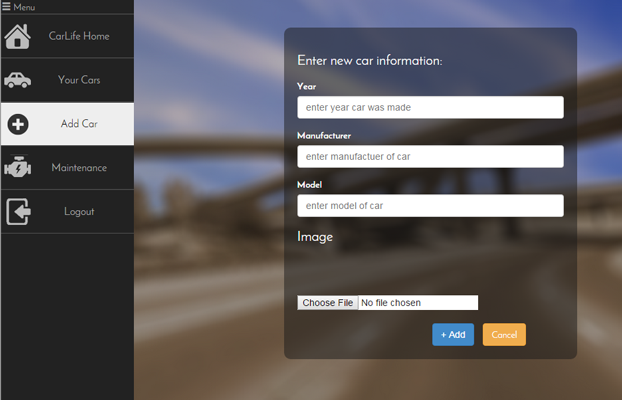 Menu
CarLife Home
Your Cars
Add Car
Maintenance
Logout
Enter new car information:
Year
enter year car was made
Manufacturer
enter manufactuer of car
Model
enter model of car
Image
Choose File No file chosen
+ Add Cancel